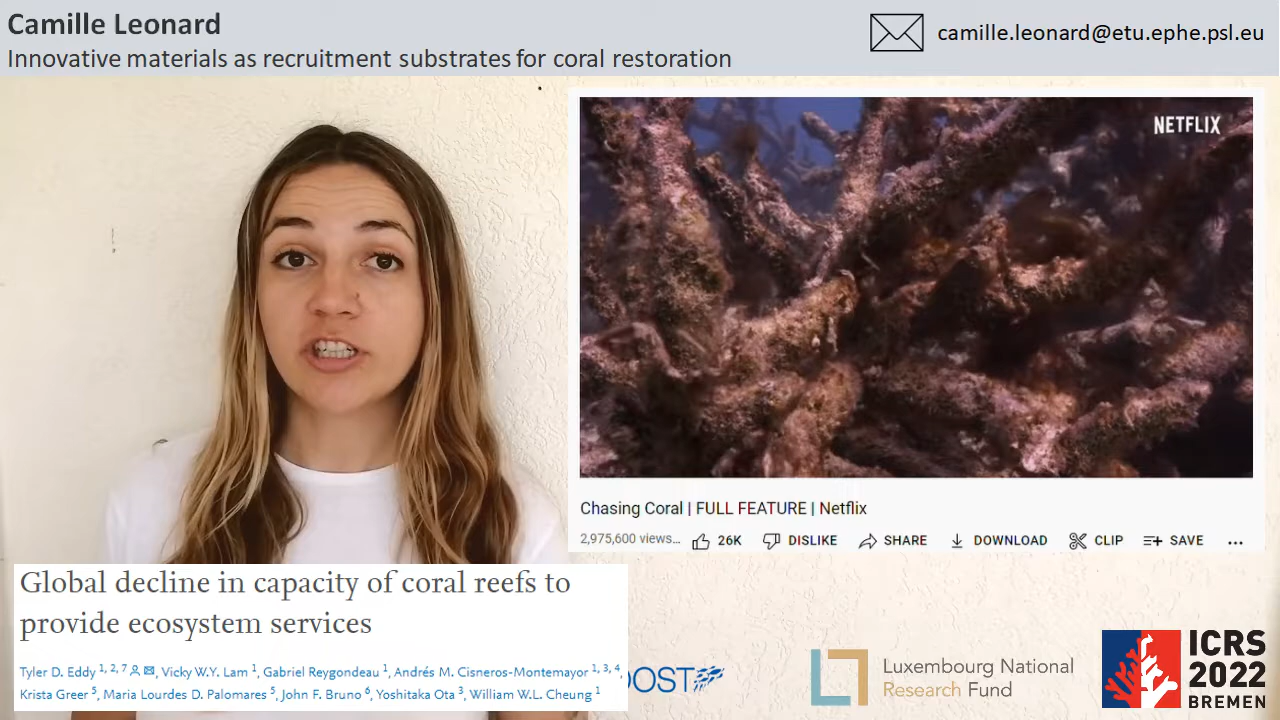 Camille Leonard
Innovative materials as recruitment substrates for coral restoration
camille.leonard@etu.ephe.psl.eu
NETFLIX
Chasing Coral | FULL FEATURE | Netflix
2,975,600 views... 26K DISLIKE SHARE DOWNLOAD CLIP SAVE ...
Global decline in capacity of coral reefs to
provide ecosystem services
Tyler D. Eddy 1, 2, 7, Vicky W.Y. Lam 1, Gabriel Reygondeau 1, Andrés M. Cisneros-Montemayor 1, 3, 4,
Krista Greer 5, Maria Lourdes D. Palomares 5, John F. Bruno 6, Yoshitaka Ota 3, William W.L. Cheung 1
Luxembourg National
Research Fund
ICRS
2022
BREMEN